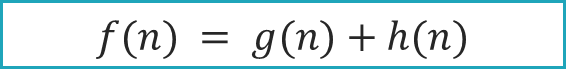 f(n) = g(n) + h(n)